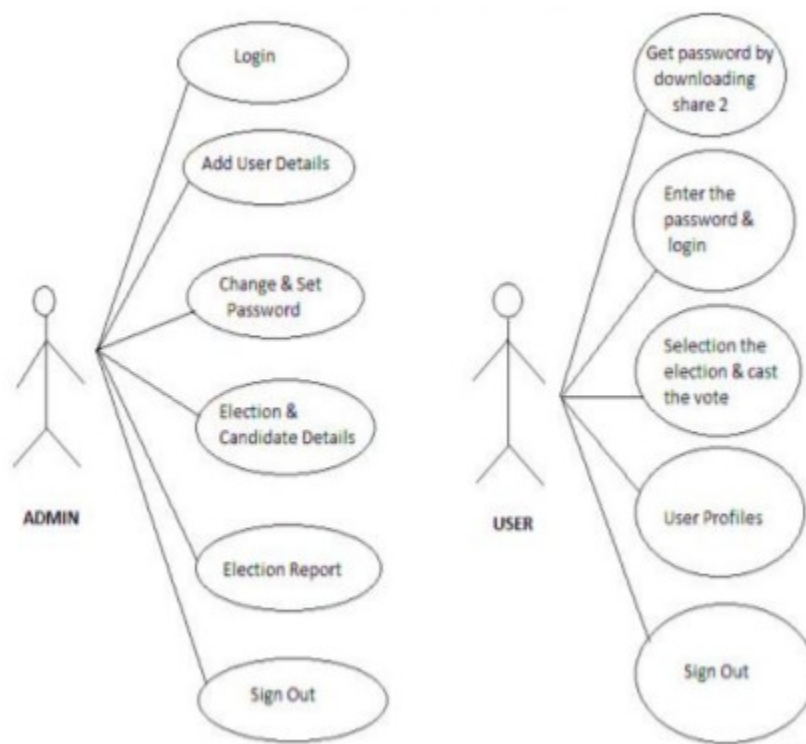 Login
Add User Details
Change & Set
Password
Election &
Candidate Details
Election Report
Sign Out
ADMIN
Get password by
downloading
share 2
Enter the
password &
login
Selection the
election & cast
the vote
User Profiles
Sign Out
USER